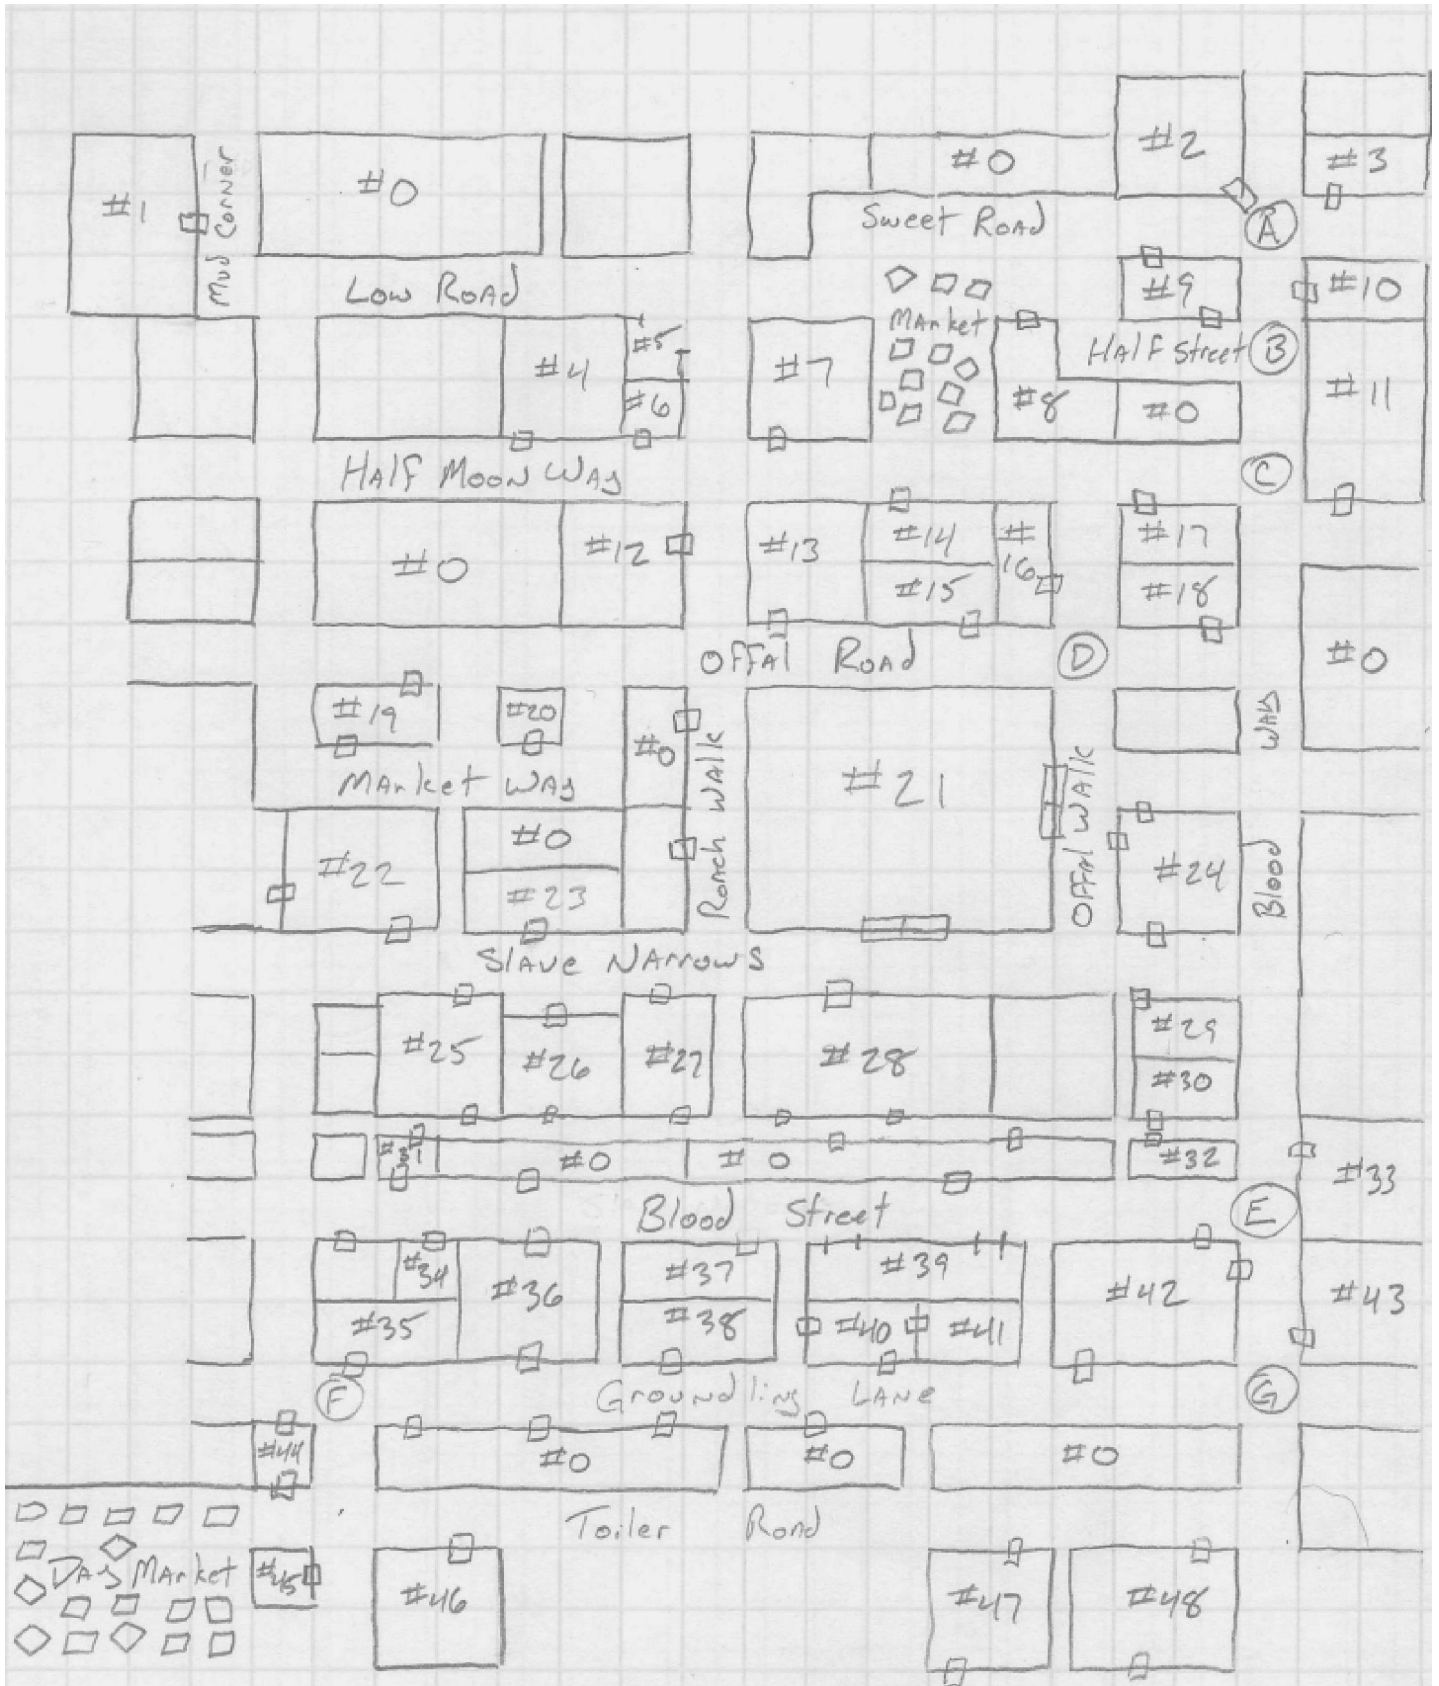 #2
#0
#0
#3
#1
Mud Corner
Sweet Road
A
Low Road
#9
#10
Market
#5
#4
#7
Half Street
B
#6
#8
#0
#11
Half Moon Way
C
#12
#13
#14
#16
#17
#0
#15
#18
Offal Road
D
#0
#19
#20
#0
Way
Market Way
Roach Walk
#21
Offal Walk
#0
#22
#23
#24
Blood
Slave Narrows
#25
#26
#27
#28
#29
#30
#31
#0
#0
#32
#33
Blood Street
E
#34
#36
#37
#39
#42
#43
#35
#38
#40
#41
F
Groundling Lane
G
#44
#0
#0
#0
Toiler Road
Day Market
#45
#46
#47
#48